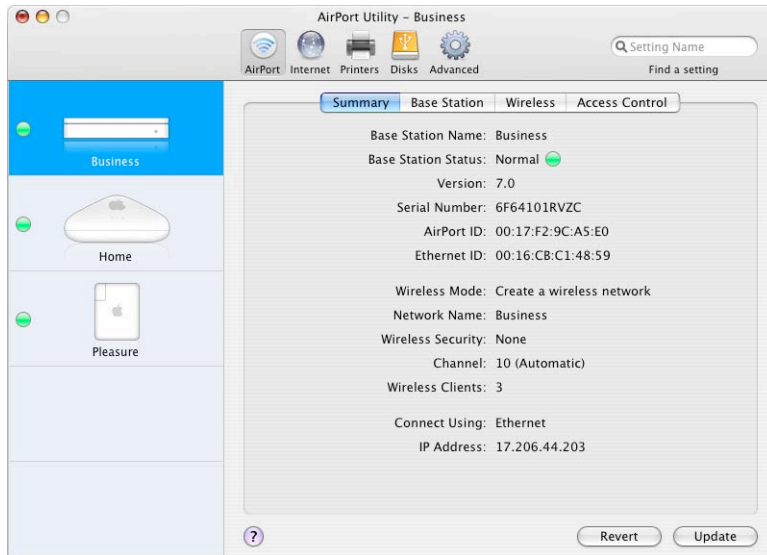 AirPort Utility – Business
AirPort Internet Printers Disks Advanced
Setting Name
Find a setting
Business
Home
Pleasure
Summary Base Station Wireless Access Control
Base Station Name: Business
Base Station Status: Normal
Version: 7.0
Serial Number: 6F64101RVZC
AirPort ID: 00:17:F2:9C:A5:E0
Ethernet ID: 00:16:CB:C1:48:59
Wireless Mode: Create a wireless network
Network Name: Business
Wireless Security: None
Channel: 10 (Automatic)
Wireless Clients: 3
Connect Using: Ethernet
IP Address: 17.206.44.203
?
Revert Update